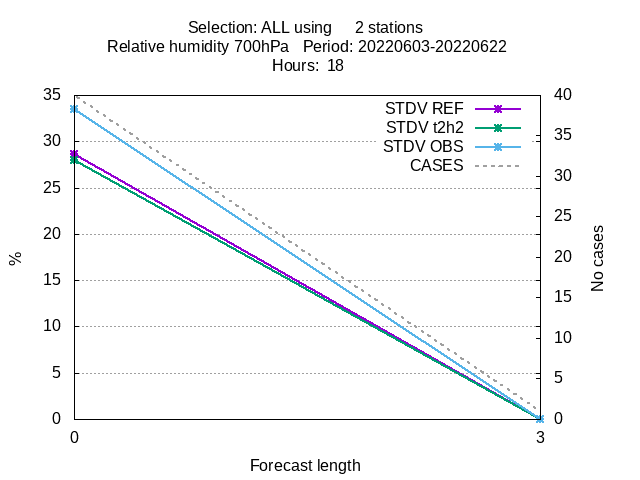 Selection: ALL using 2 stations
Relative humidity 700hPa Period: 20220603-20220622
Hours: 18
35
30
25
20
15
10
5
0
%
STDV REF
STDV t2h2
STDV OBS
CASES
40
35
30
25
20
15
10
5
0
No cases
0
3
Forecast length